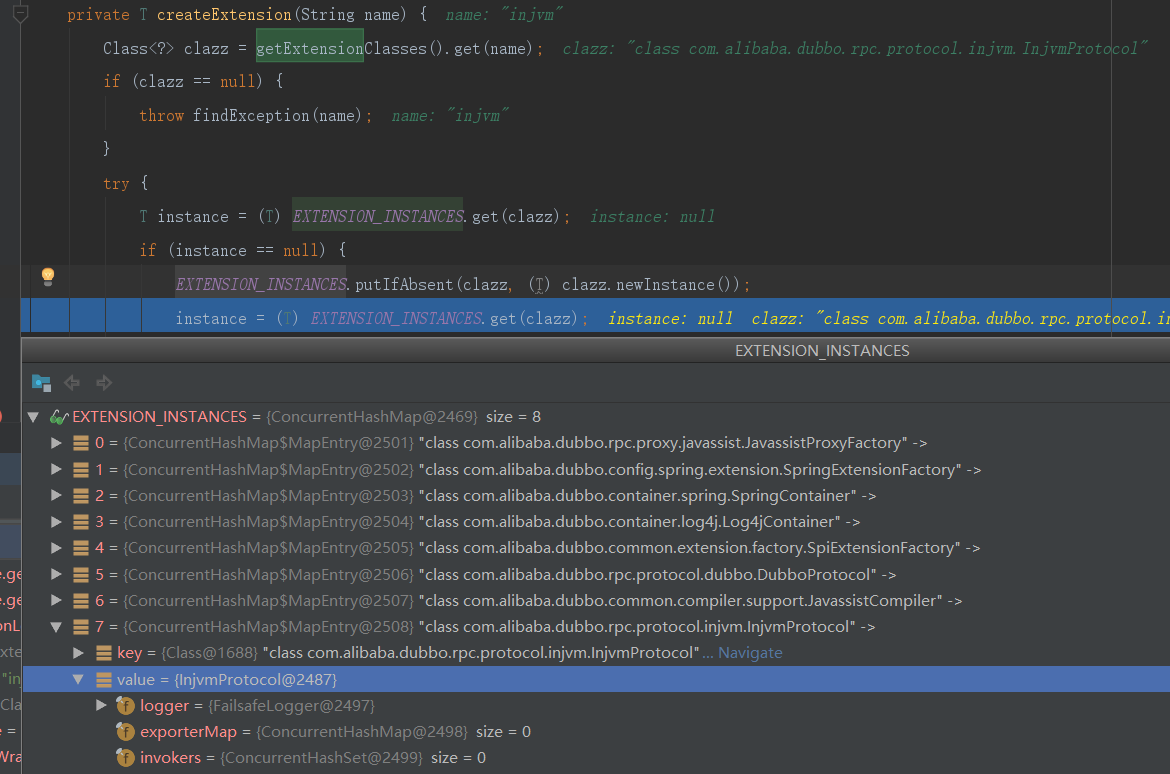 private T createExtension(String name) {  name: "injvm"
Class<?> clazz = getExtensionClasses().get(name);  clazz: "class com.alibaba.dubbo.rpc.protocol.injvm.InjvmProtocol"
if (clazz == null) {
throw findException(name);  name: "injvm"
}
try {
T instance = (T) EXTENSION_INSTANCES.get(clazz);  instance: null
if (instance == null) {
EXTENSION_INSTANCES.putIfAbsent(clazz, (T) clazz.newInstance());
instance = (T) EXTENSION_INSTANCES.get(clazz);  instance: null  clazz: "class com.alibaba.dubbo.rpc.protocol.in
EXTENSION_INSTANCES
EXTENSION_INSTANCES = {ConcurrentHashMap@2469}  size = 8
0 = {ConcurrentHashMap$MapEntry@2501} "class com.alibaba.dubbo.rpc.proxy.javassist.JavassistProxyFactory" ->
1 = {ConcurrentHashMap$MapEntry@2502} "class com.alibaba.dubbo.config.spring.extension.SpringExtensionFactory" ->
2 = {ConcurrentHashMap$MapEntry@2503} "class com.alibaba.dubbo.container.spring.SpringContainer" ->
3 = {ConcurrentHashMap$MapEntry@2504} "class com.alibaba.dubbo.container.log4j.Log4jContainer" ->
4 = {ConcurrentHashMap$MapEntry@2505} "class com.alibaba.dubbo.common.extension.factory.SpiExtensionFactory" ->
5 = {ConcurrentHashMap$MapEntry@2506} "class com.alibaba.dubbo.rpc.protocol.dubbo.DubboProtocol" ->
6 = {ConcurrentHashMap$MapEntry@2507} "class com.alibaba.dubbo.common.compiler.support.JavassistCompiler" ->
7 = {ConcurrentHashMap$MapEntry@2508} "class com.alibaba.dubbo.rpc.protocol.injvm.InjvmProtocol" ->
key = {Class@1688} "class com.alibaba.dubbo.rpc.protocol.injvm.InjvmProtocol" ... Navigate
value = {InjvmProtocol@2487}
logger = {FailsafeLogger@2497}
exporterMap = {ConcurrentHashMap@2498}  size = 0
invokers = {ConcurrentHashSet@2499}  size = 0